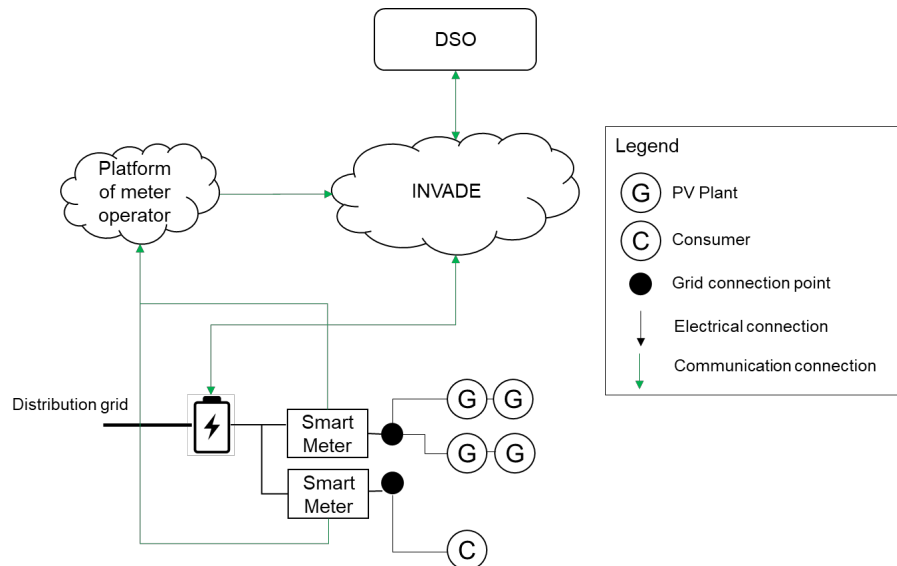 DSO
Platform
of meter
operator
INVADE
Legend
G PV Plant
C Consumer
Grid connection point
Electrical connection
Communication connection
Distribution grid
Smart
Meter
G G
G G
Smart
Meter
C